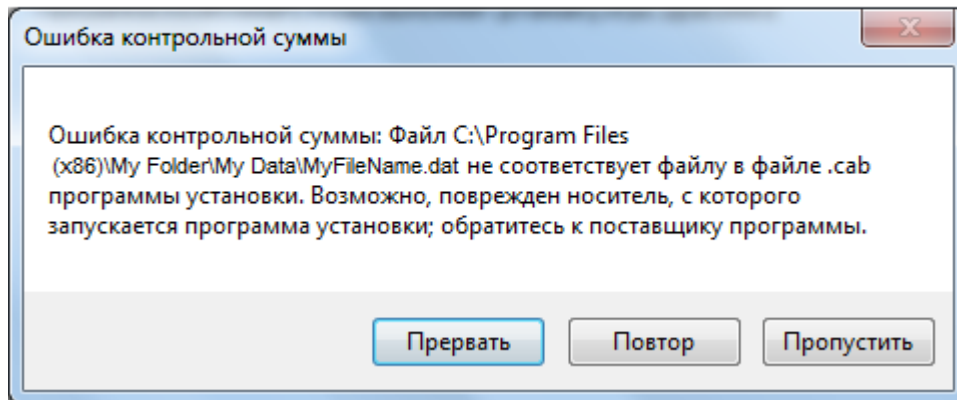 Ошибка контрольной суммы
Ошибка контрольной суммы: Файл C:\Program Files
(x86)\My Folder\My Data\MyFileName.dat не соответствует файлу в файле .cab
программы установки. Возможно, поврежден носитель, с которого
запускается программа установки; обратитесь к поставщику программы.
Прервать Повтор Пропустить